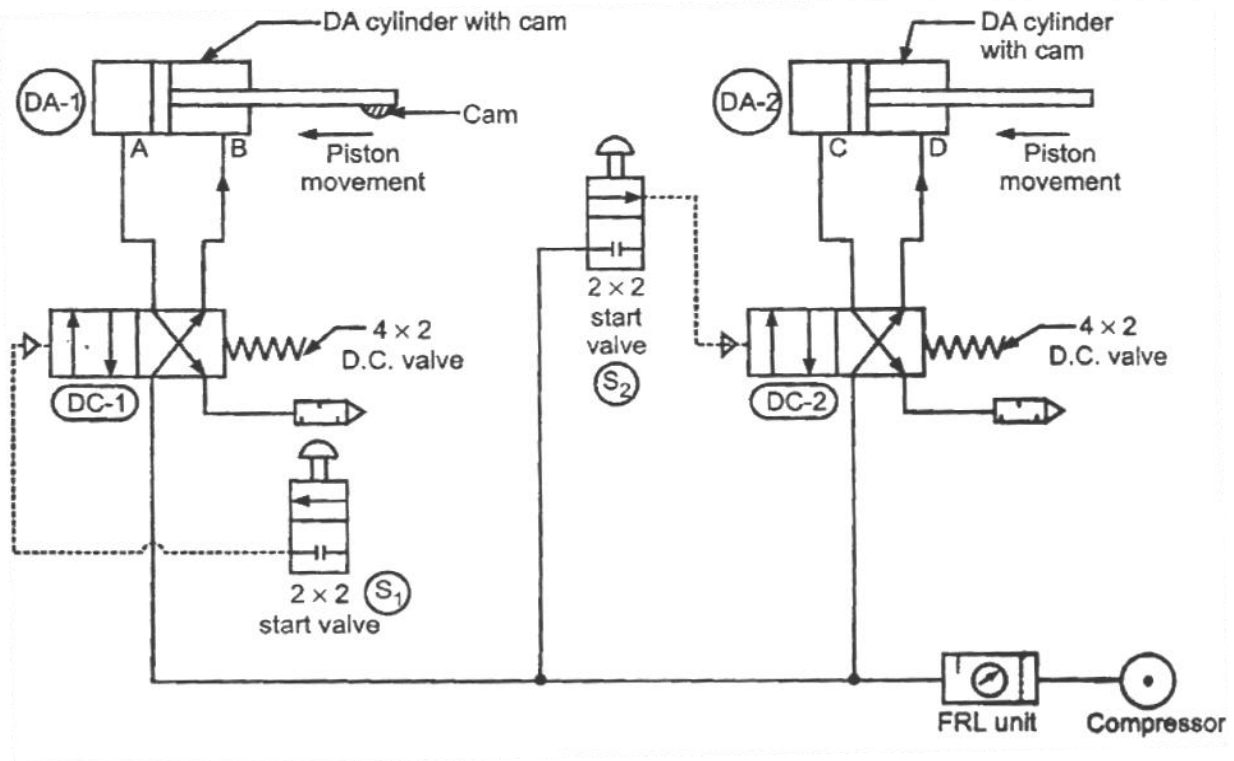 DA cylinder with cam
DA cylinder
with cam
DA-1
Cam
A
B
Piston
movement
DA-2
C
D
Piston
movement
2 × 2
start
valve
S2
4 × 2
D.C. valve
DC-1
4 × 2
D.C. valve
DC-2
2 × 2
S1
start valve
FRL unit
Compressor